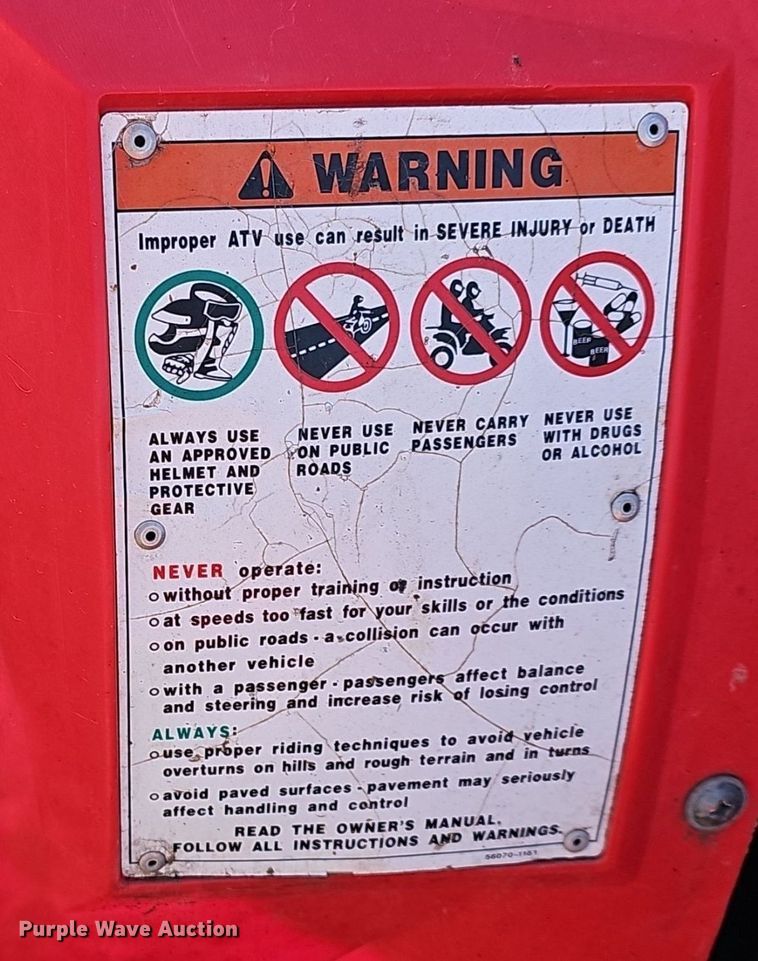 WARNING
Improper ATV use can result in SEVERE INJURY or DEATH
BEER
BEER
ALWAYS USE
AN APPROVED
HELMET AND
PROTECTIVE
GEAR
NEVER USE
ON PUBLIC
ROADS
NEVER CARRY
PASSENGERS
NEVER USE
WITH DRUGS
OR ALCOHOL
NEVER operate:
o without proper training or instruction
o at speeds too fast for your skills or the conditions
o on public roads - a collision can occur with
another vehicle
o with a passenger - passengers affect balance
and steering and increase risk of losing control
ALWAYS:
o use proper riding techniques to avoid vehicle
overturns on hills and rough terrain and in turns
o avoid paved surfaces - pavement may seriously
affect handling and control
READ THE OWNER'S MANUAL.
FOLLOW ALL INSTRUCTIONS AND WARNINGS.
56070-1161
Purple Wave Auction